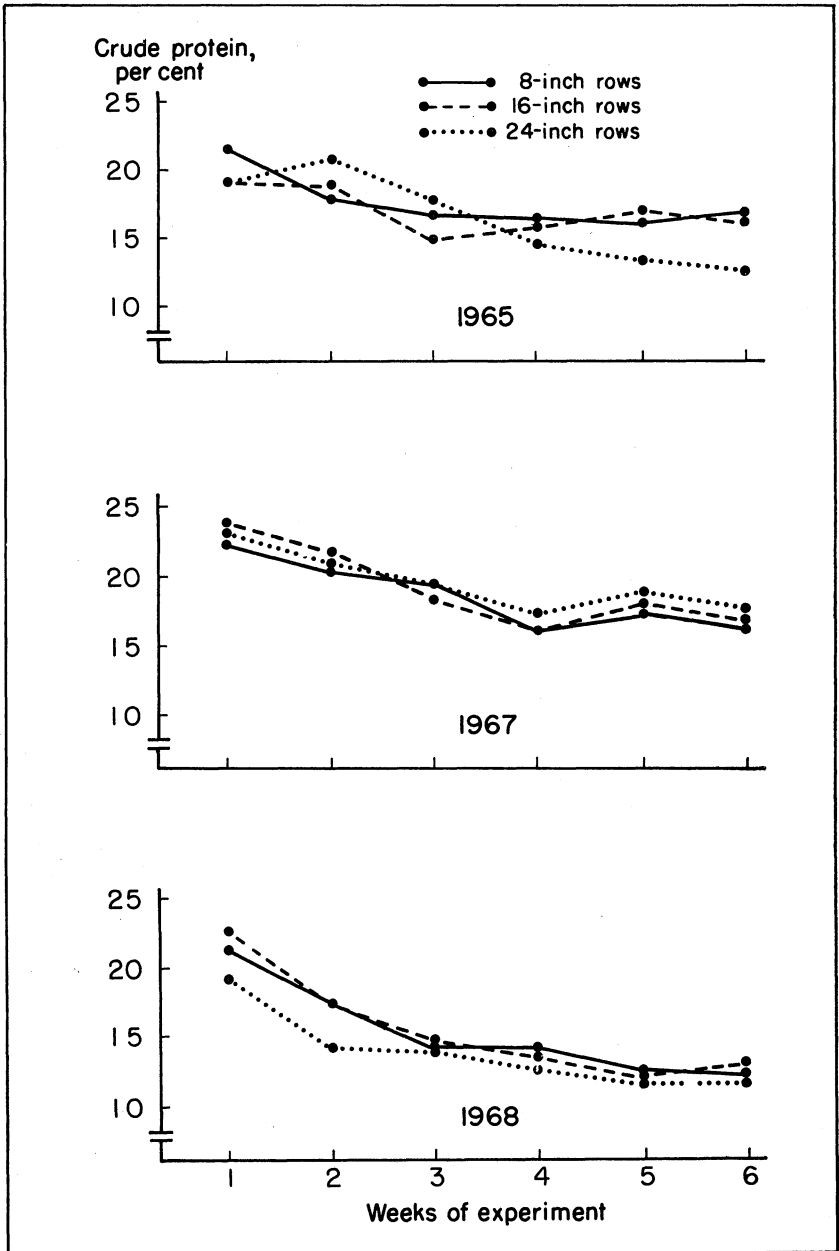 Crude protein,
per cent
8-inch rows
16-inch rows
24-inch rows
25
20
15
10
1965
25
20
15
10
1967
25
20
15
10
1968
1 2 3 4 5 6
Weeks of experiment